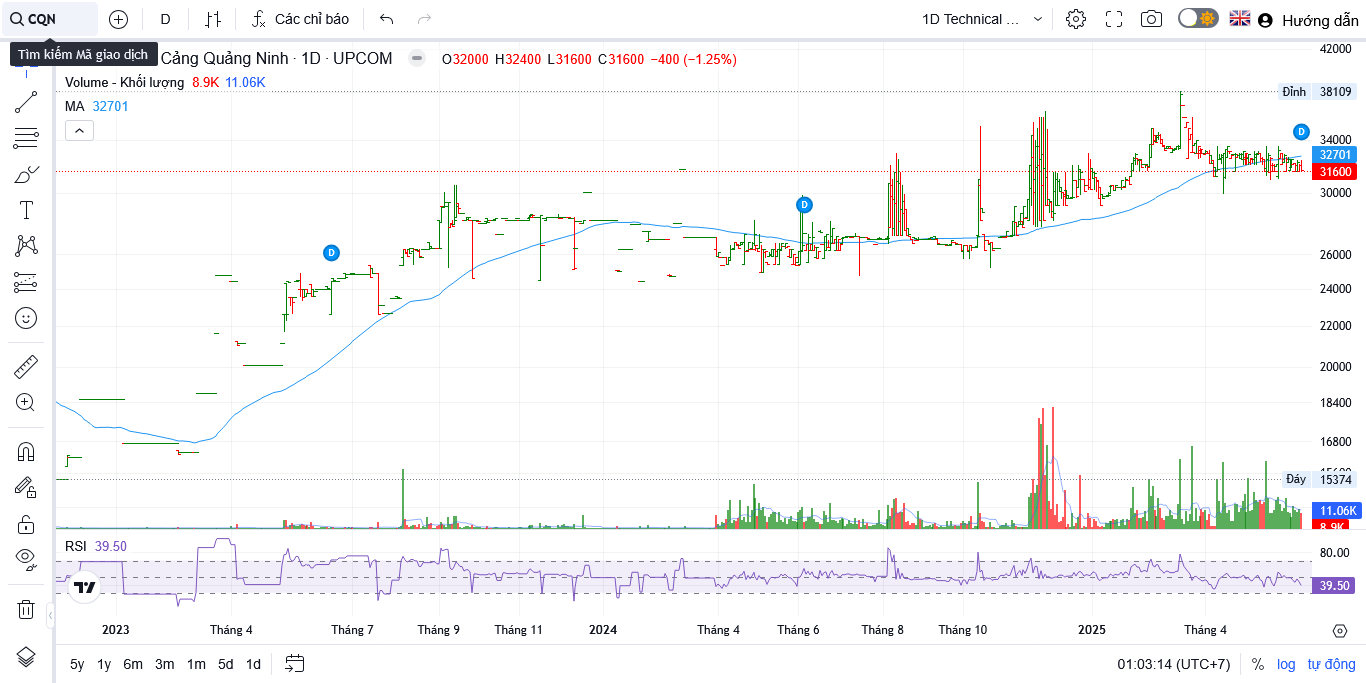 CQN
D
Các chỉ báo
1D Technical ...
Hướng dẫn
Tìm kiếm Mã giao dịch
Cảng Quảng Ninh · 1D · UPCOM
O32000 H32400 L31600 C31600 −400 (−1.25%)
Volume - Khối lượng 8.9K 11.06K
MA 32701
42000
Đỉnh 38109
D
34000
32701
31600
30000
D
D
26000
24000
22000
20000
18400
16800
Đáy 15374
11.06K
8.9K
RSI 39.50
80.00
39.50
2023 Tháng 4 Tháng 7 Tháng 9 Tháng 11 2024 Tháng 4 Tháng 6 Tháng 8 Tháng 10 2025 Tháng 4
5y 1y 6m 3m 1m 5d 1d
01:03:14 (UTC+7) % log tự động